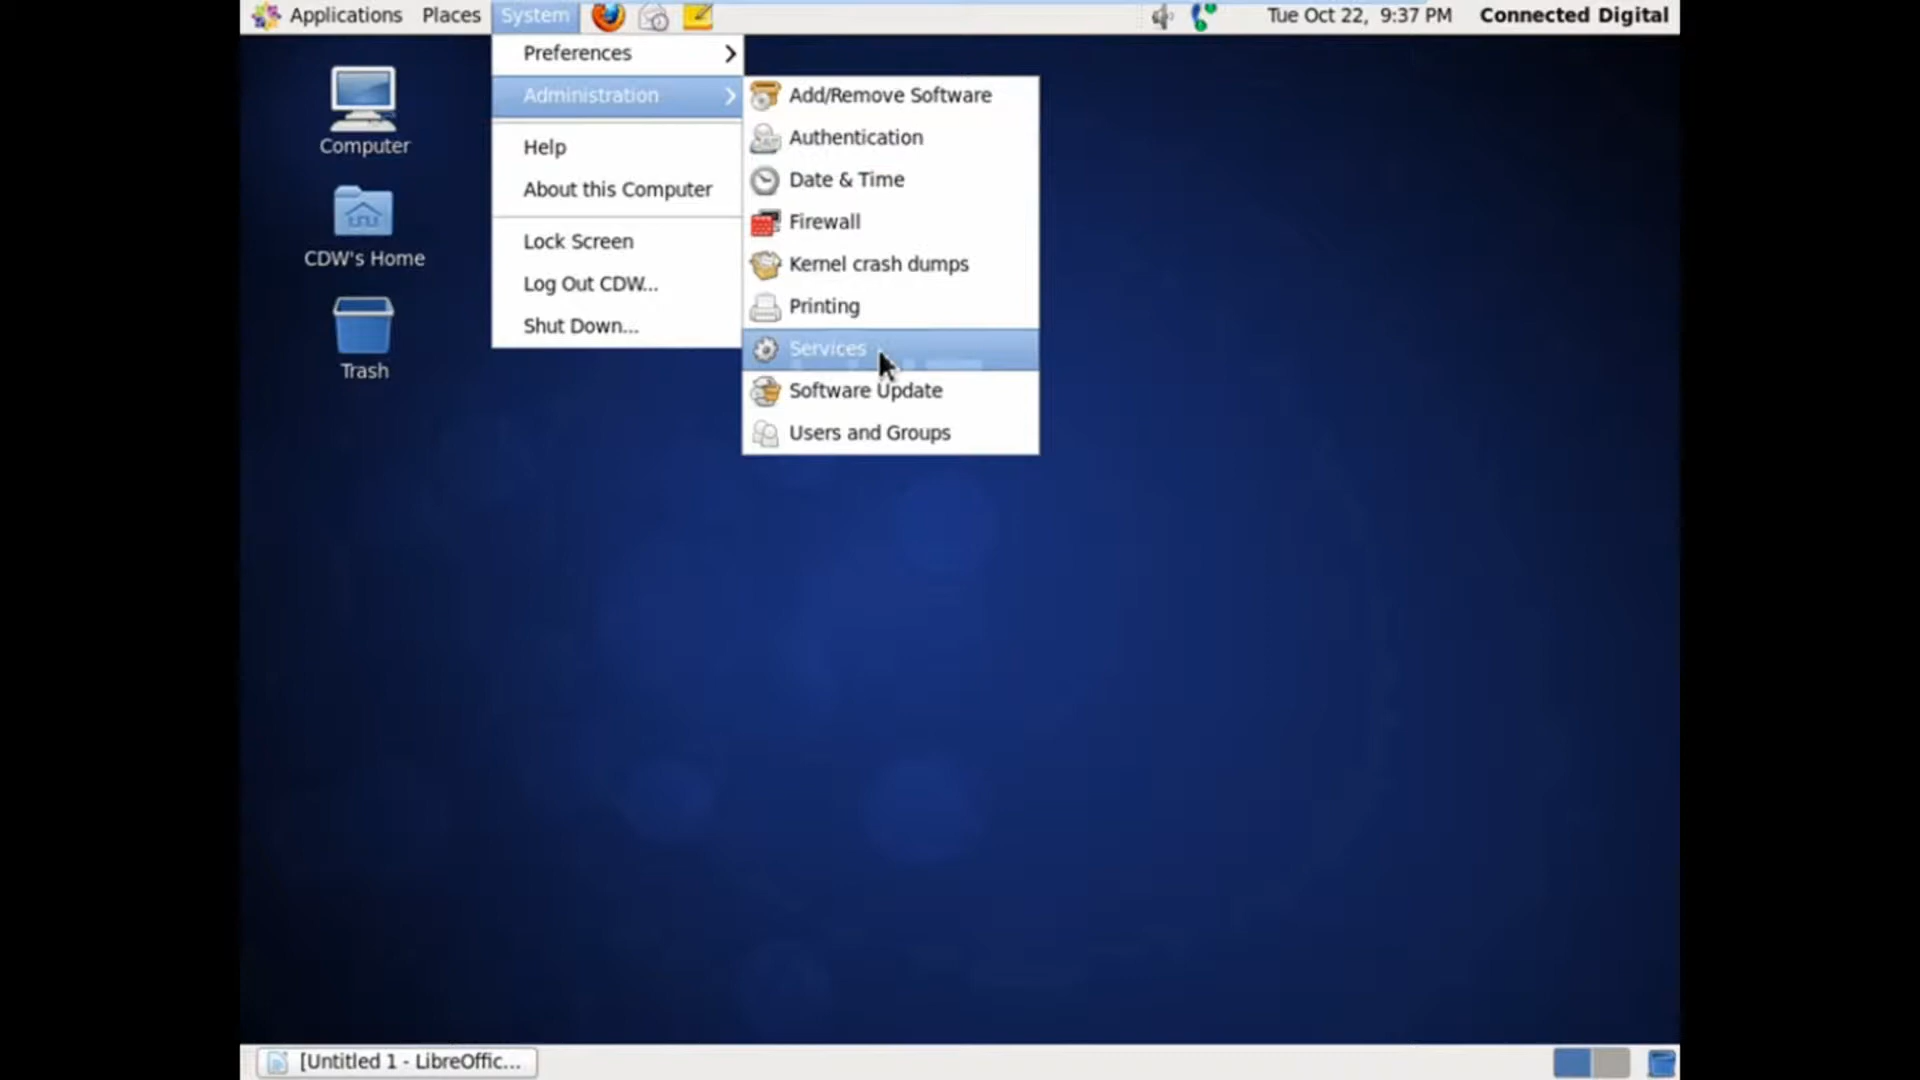 Applications Places System Tue Oct 22, 9:37 PM Connected Digital
Preferences
Administration
Help
About this Computer
Lock Screen
Log Out CDW...
Shut Down...
Add/Remove Software
Authentication
Date & Time
Firewall
Kernel crash dumps
Printing
Services
Software Update
Users and Groups
Computer
CDW's Home
Trash
[Untitled 1 - LibreOffic...